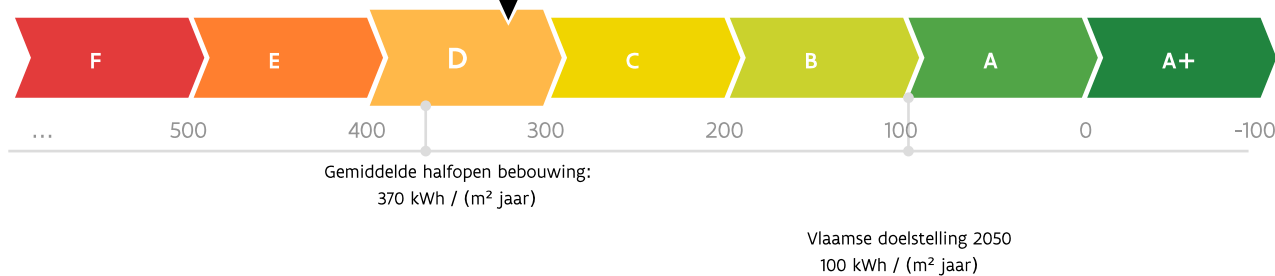 F E D C B A A+
... 500 400 300 200 100 0 -100
Gemiddelde halfopen bebouwing:
370 kWh / (m² jaar)
Vlaamse doelstelling 2050
100 kWh / (m² jaar)